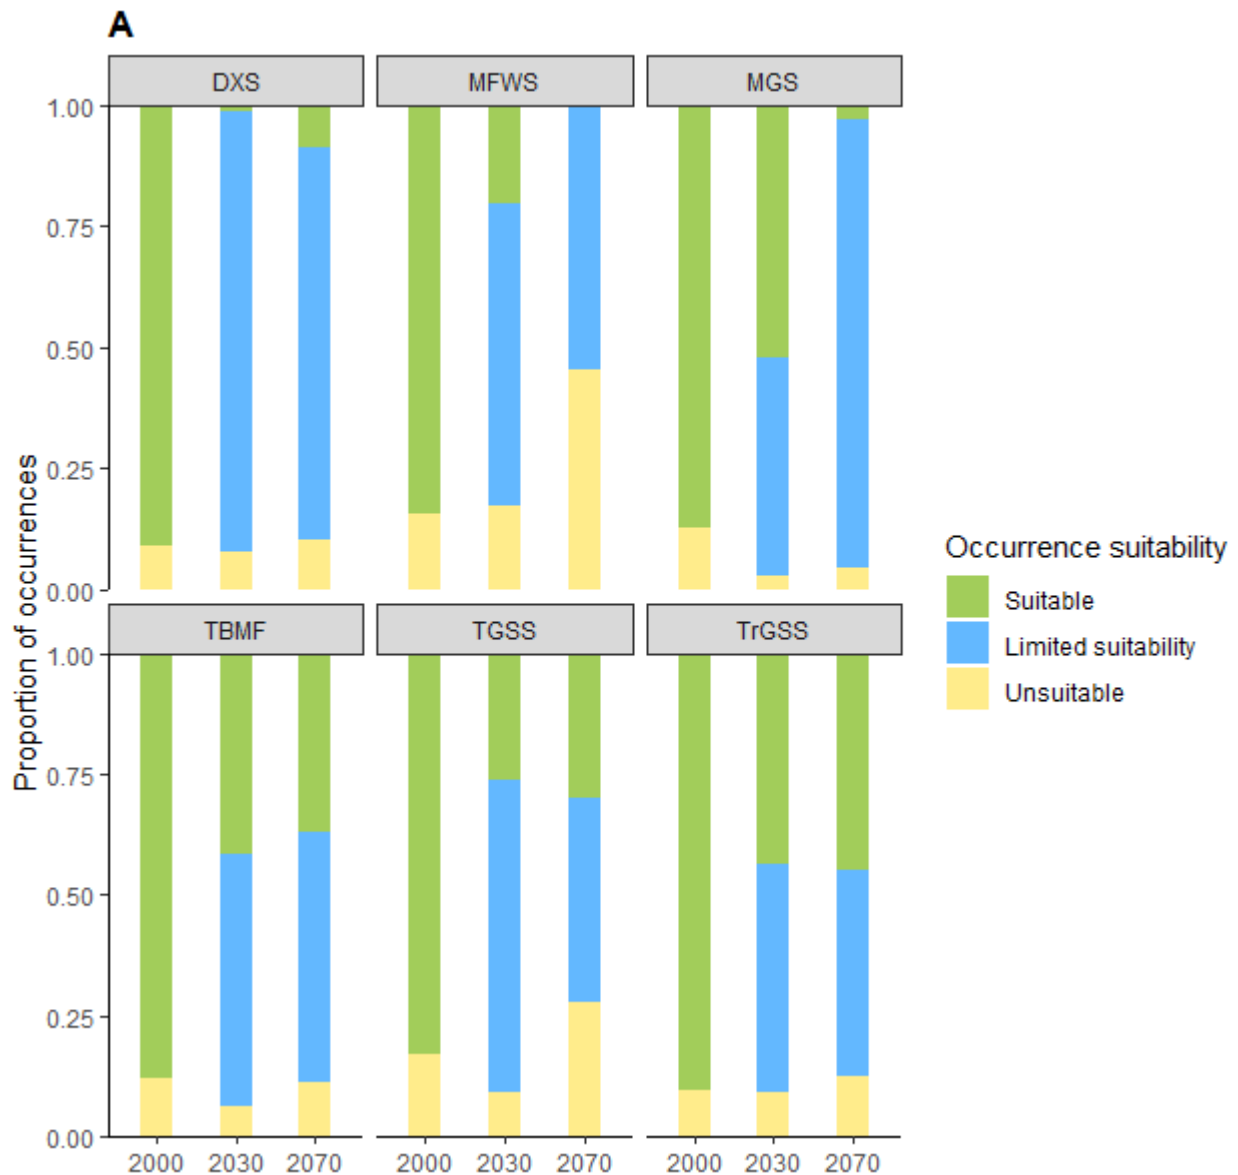 A
DXS
MFWS
MGS
1.00
0.75
0.50
0.25
0.00
TBMF
TGSS
TrGSS
1.00
0.75
0.50
0.25
0.00
2000 2030 2070
2000 2030 2070
2000 2030 2070
Proportion of occurrences
Occurrence suitability
Suitable
Limited suitability
Unsuitable